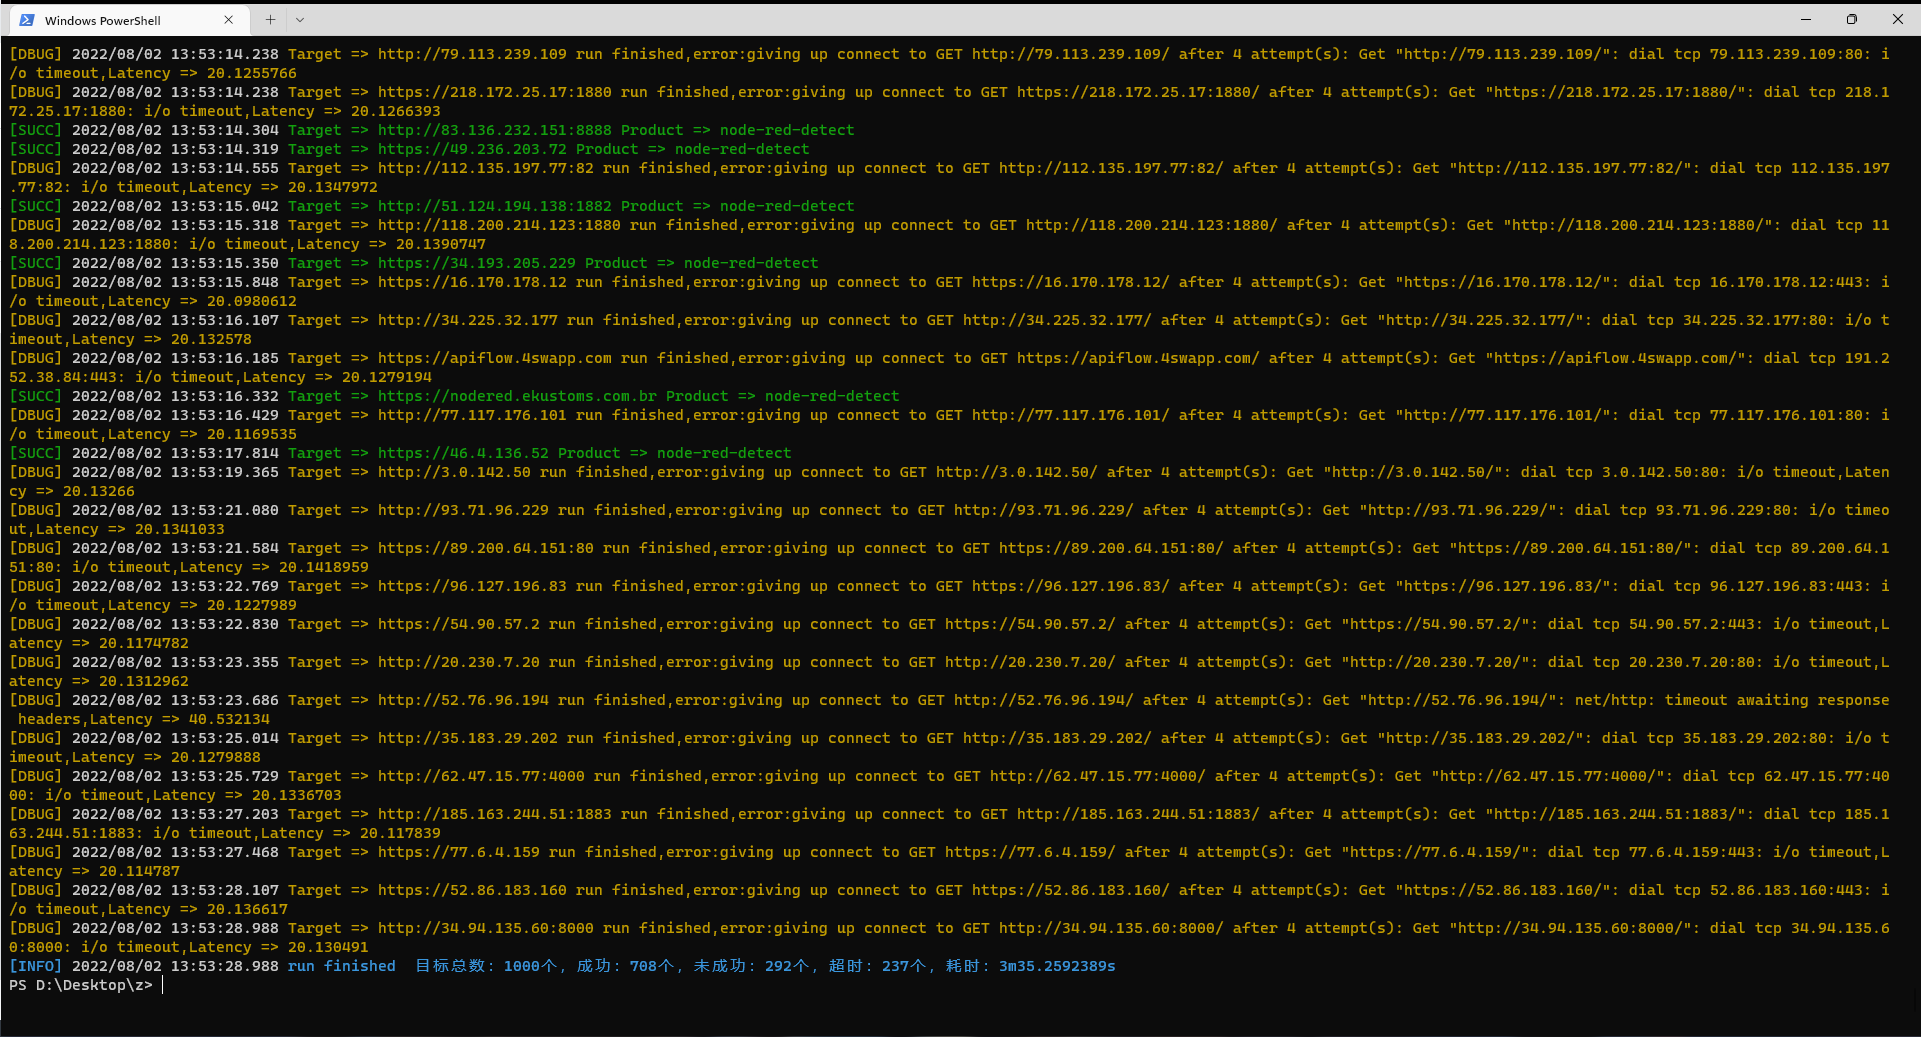 Windows PowerShell
[DBUG] 2022/08/02 13:53:14.238 Target => http://79.113.239.109 run finished,error:giving up connect to GET http://79.113.239.109/ after 4 attempt(s): Get "http://79.113.239.109/": dial tcp 79.113.239.109:80: i
/o timeout,Latency => 20.1255766
[DBUG] 2022/08/02 13:53:14.238 Target => https://218.172.25.17:1880 run finished,error:giving up connect to GET https://218.172.25.17:1880/ after 4 attempt(s): Get "https://218.172.25.17:1880/": dial tcp 218.1
72.25.17:1880: i/o timeout,Latency => 20.1266393
[SUCC] 2022/08/02 13:53:14.304 Target => http://83.136.232.151:8888 Product => node-red-detect
[SUCC] 2022/08/02 13:53:14.319 Target => https://49.236.203.72 Product => node-red-detect
[DBUG] 2022/08/02 13:53:14.555 Target => http://112.135.197.77:82 run finished,error:giving up connect to GET http://112.135.197.77:82/ after 4 attempt(s): Get "http://112.135.197.77:82/": dial tcp 112.135.197
.77:82: i/o timeout,Latency => 20.1347972
[SUCC] 2022/08/02 13:53:15.042 Target => http://51.124.194.138:1882 Product => node-red-detect
[DBUG] 2022/08/02 13:53:15.318 Target => http://118.200.214.123:1880 run finished,error:giving up connect to GET http://118.200.214.123:1880/ after 4 attempt(s): Get "http://118.200.214.123:1880/": dial tcp 11
8.200.214.123:1880: i/o timeout,Latency => 20.1390747
[SUCC] 2022/08/02 13:53:15.350 Target => https://34.193.205.229 Product => node-red-detect
[DBUG] 2022/08/02 13:53:15.848 Target => https://16.170.178.12 run finished,error:giving up connect to GET https://16.170.178.12/ after 4 attempt(s): Get "https://16.170.178.12/": dial tcp 16.170.178.12:443: i
/o timeout,Latency => 20.0980612
[DBUG] 2022/08/02 13:53:16.107 Target => http://34.225.32.177 run finished,error:giving up connect to GET http://34.225.32.177/ after 4 attempt(s): Get "http://34.225.32.177/": dial tcp 34.225.32.177:80: i/o t
imeout,Latency => 20.132578
[DBUG] 2022/08/02 13:53:16.185 Target => https://apiflow.4swapp.com run finished,error:giving up connect to GET https://apiflow.4swapp.com/ after 4 attempt(s): Get "https://apiflow.4swapp.com/": dial tcp 191.2
52.38.84:443: i/o timeout,Latency => 20.1279194
[SUCC] 2022/08/02 13:53:16.332 Target => https://nodered.ekustoms.com.br Product => node-red-detect
[DBUG] 2022/08/02 13:53:16.429 Target => http://77.117.176.101 run finished,error:giving up connect to GET http://77.117.176.101/ after 4 attempt(s): Get "http://77.117.176.101/": dial tcp 77.117.176.101:80: i
/o timeout,Latency => 20.1169535
[SUCC] 2022/08/02 13:53:17.814 Target => https://46.4.136.52 Product => node-red-detect
[DBUG] 2022/08/02 13:53:19.365 Target => http://3.0.142.50 run finished,error:giving up connect to GET http://3.0.142.50/ after 4 attempt(s): Get "http://3.0.142.50/": dial tcp 3.0.142.50:80: i/o timeout,Laten
cy => 20.13266
[DBUG] 2022/08/02 13:53:21.080 Target => http://93.71.96.229 run finished,error:giving up connect to GET http://93.71.96.229/ after 4 attempt(s): Get "http://93.71.96.229/": dial tcp 93.71.96.229:80: i/o timeo
ut,Latency => 20.1341033
[DBUG] 2022/08/02 13:53:21.584 Target => https://89.200.64.151:80 run finished,error:giving up connect to GET https://89.200.64.151:80/ after 4 attempt(s): Get "https://89.200.64.151:80/": dial tcp 89.200.64.1
51:80: i/o timeout,Latency => 20.1418959
[DBUG] 2022/08/02 13:53:22.769 Target => https://96.127.196.83 run finished,error:giving up connect to GET https://96.127.196.83/ after 4 attempt(s): Get "https://96.127.196.83/": dial tcp 96.127.196.83:443: i
/o timeout,Latency => 20.1227989
[DBUG] 2022/08/02 13:53:22.830 Target => https://54.90.57.2 run finished,error:giving up connect to GET https://54.90.57.2/ after 4 attempt(s): Get "https://54.90.57.2/": dial tcp 54.90.57.2:443: i/o timeout,L
atency => 20.1174782
[DBUG] 2022/08/02 13:53:23.355 Target => http://20.230.7.20 run finished,error:giving up connect to GET http://20.230.7.20/ after 4 attempt(s): Get "http://20.230.7.20/": dial tcp 20.230.7.20:80: i/o timeout,L
atency => 20.1312962
[DBUG] 2022/08/02 13:53:23.686 Target => http://52.76.96.194 run finished,error:giving up connect to GET http://52.76.96.194/ after 4 attempt(s): Get "http://52.76.96.194/": net/http: timeout awaiting response
 headers,Latency => 40.532134
[DBUG] 2022/08/02 13:53:25.014 Target => http://35.183.29.202 run finished,error:giving up connect to GET http://35.183.29.202/ after 4 attempt(s): Get "http://35.183.29.202/": dial tcp 35.183.29.202:80: i/o t
imeout,Latency => 20.1279888
[DBUG] 2022/08/02 13:53:25.729 Target => http://62.47.15.77:4000 run finished,error:giving up connect to GET http://62.47.15.77:4000/ after 4 attempt(s): Get "http://62.47.15.77:4000/": dial tcp 62.47.15.77:40
00: i/o timeout,Latency => 20.1336703
[DBUG] 2022/08/02 13:53:27.203 Target => http://185.163.244.51:1883 run finished,error:giving up connect to GET http://185.163.244.51:1883/ after 4 attempt(s): Get "http://185.163.244.51:1883/": dial tcp 185.1
63.244.51:1883: i/o timeout,Latency => 20.117839
[DBUG] 2022/08/02 13:53:27.468 Target => https://77.6.4.159 run finished,error:giving up connect to GET https://77.6.4.159/ after 4 attempt(s): Get "https://77.6.4.159/": dial tcp 77.6.4.159:443: i/o timeout,L
atency => 20.114787
[DBUG] 2022/08/02 13:53:28.107 Target => https://52.86.183.160 run finished,error:giving up connect to GET https://52.86.183.160/ after 4 attempt(s): Get "https://52.86.183.160/": dial tcp 52.86.183.160:443: i
/o timeout,Latency => 20.136617
[DBUG] 2022/08/02 13:53:28.988 Target => http://34.94.135.60:8000 run finished,error:giving up connect to GET http://34.94.135.60:8000/ after 4 attempt(s): Get "http://34.94.135.60:8000/": dial tcp 34.94.135.6
0:8000: i/o timeout,Latency => 20.130491
[INFO] 2022/08/02 13:53:28.988 run finished  目标总数: 1000个, 成功: 708个, 未成功: 292个, 超时: 237个, 耗时: 3m35.2592389s
PS D:\Desktop\z>